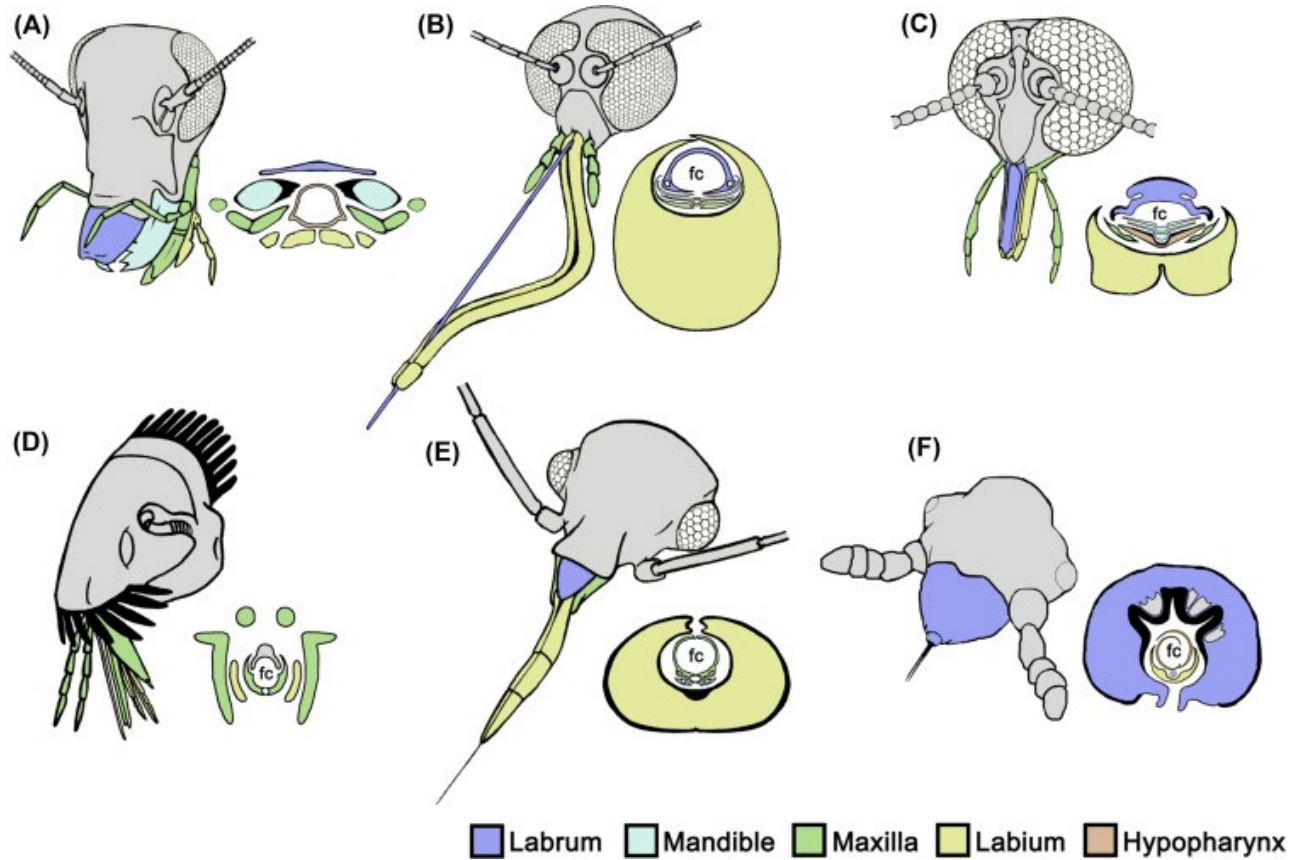 (A)
(B)
(C)
fc
fc
(D)
(E)
(F)
fc
fc
fc
Labrum Mandible Maxilla Labium Hypopharynx